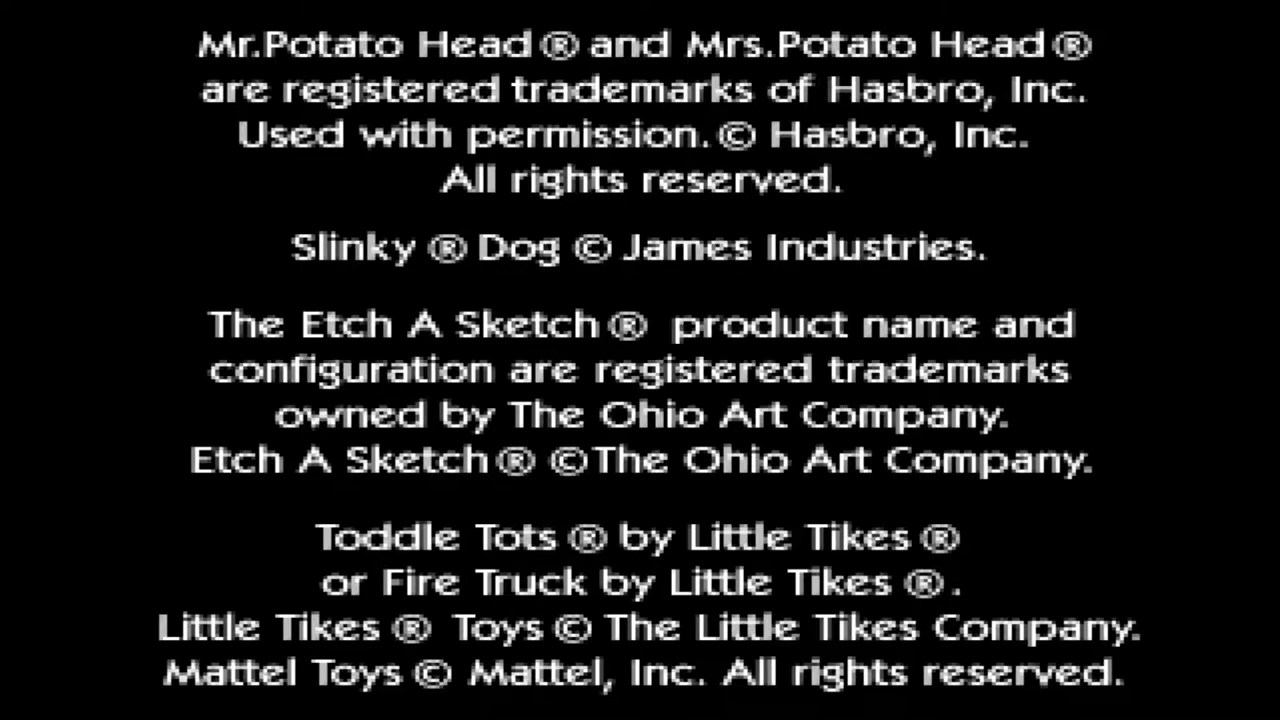 Mr.Potato Head® and Mrs.Potato Head®
are registered trademarks of Hasbro, Inc.
Used with permission.© Hasbro, Inc.
All rights reserved.
Slinky ® Dog © James Industries.
The Etch A Sketch® product name and
configuration are registered trademarks
owned by The Ohio Art Company.
Etch A Sketch® ©The Ohio Art Company.
Toddle Tots ® by Little Tikes ®
or Fire Truck by Little Tikes ®.
Little Tikes ® Toys © The Little Tikes Company.
Mattel Toys © Mattel, Inc. All rights reserved.